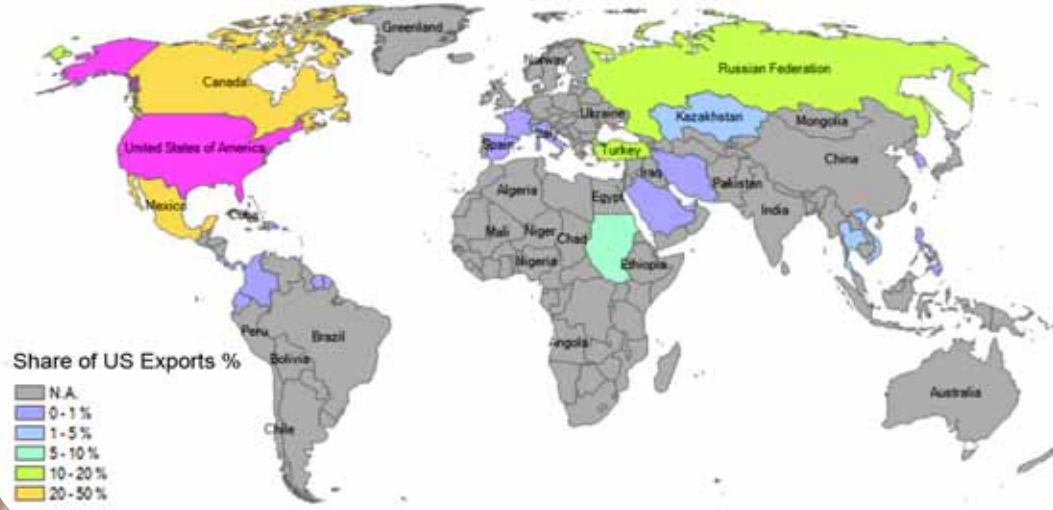 Greenland
Norway
Canada
Russian Federation
Ukraine
Kazakhstan
Mongolia
United States of America
Spain
Turkey
China
Iraq
Pakistan
Algeria
Egypt
Mexico
Cuba
India
Mali
Niger
Chad
Nigeria
Ethiopia
Peru
Brazil
Bolivia
Angola
Australia
Chile
Share of US Exports %
N.A.
0 - 1 %
1 - 5 %
5 - 10 %
10 - 20 %
20 - 50 %